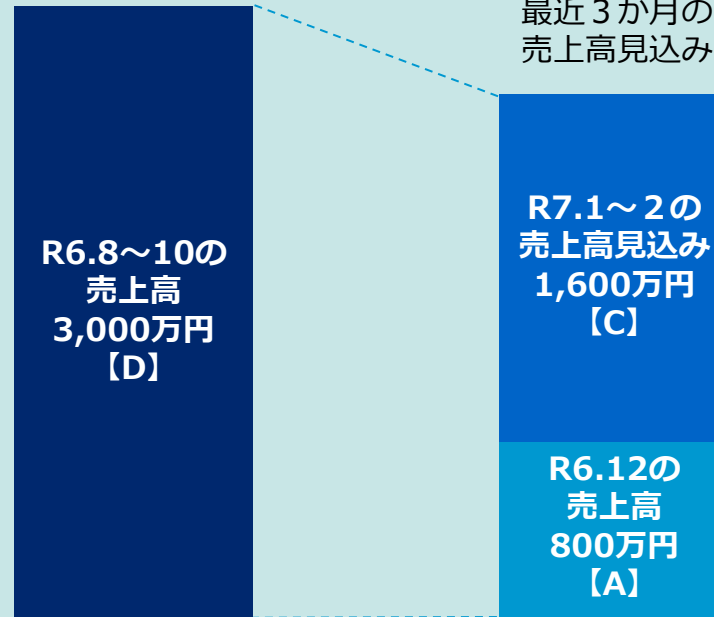 最近３か月の
売上高見込み
R6.8～10の
売上高
3,000万円
【D】
R7.1～２の
売上高見込み
1,600万円
【C】
R6.12の
売上高
800万円
【A】